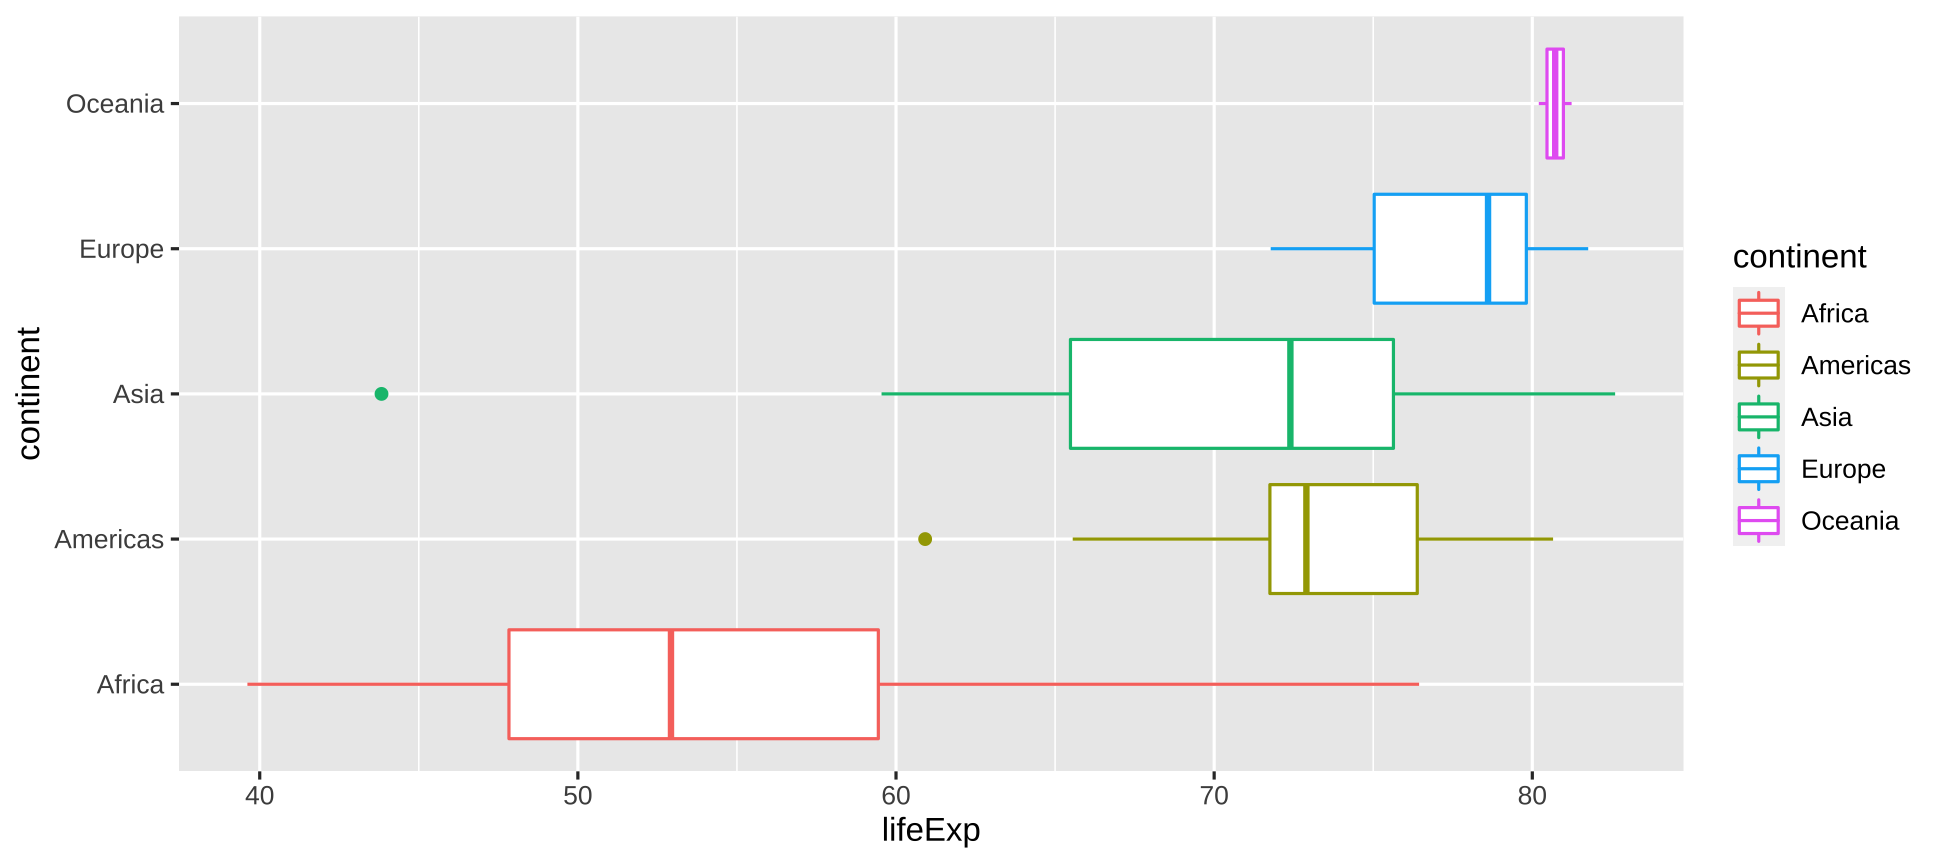 Oceania
Europe
Asia
Americas
Africa
continent
40 50 60 70 80
lifeExp
continent
Africa
Americas
Asia
Europe
Oceania